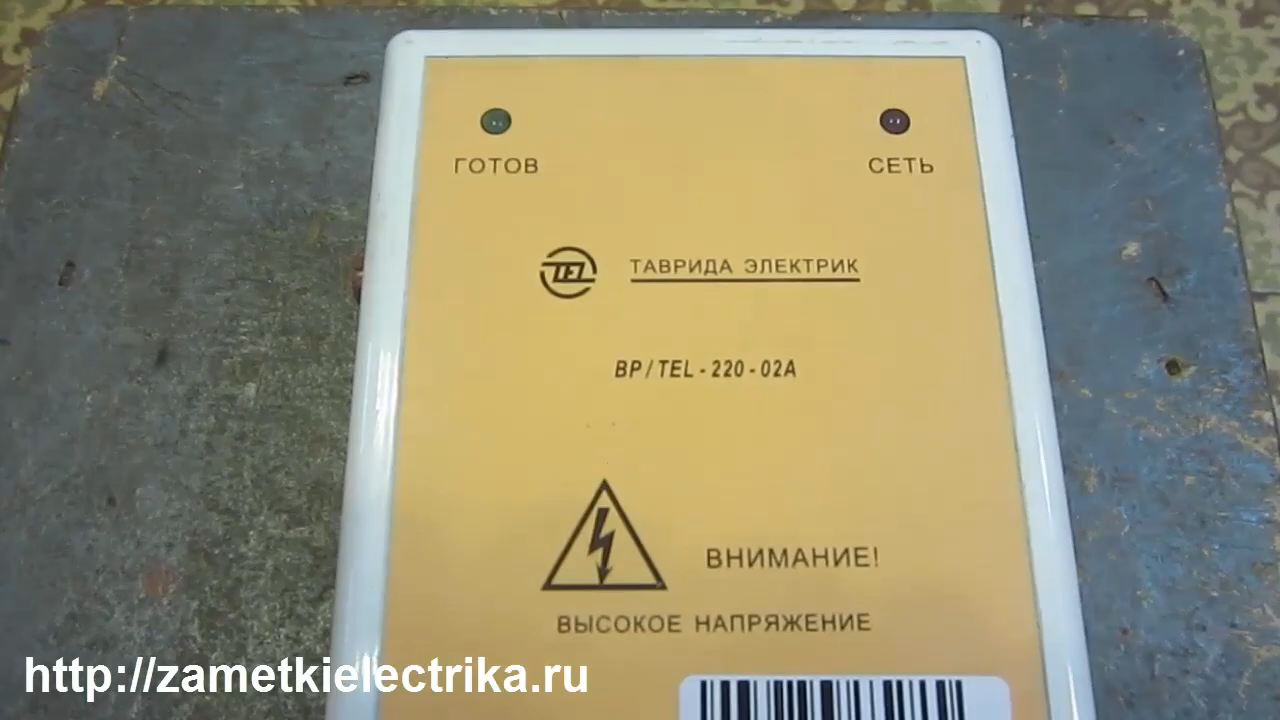 ГОТОВ СЕТЬ
TEL ТАВРИДА ЭЛЕКТРИК
BP/TEL-220-02A
ВНИМАНИЕ!
ВЫСОКОЕ НАПРЯЖЕНИЕ
http://zametkielectrika.ru